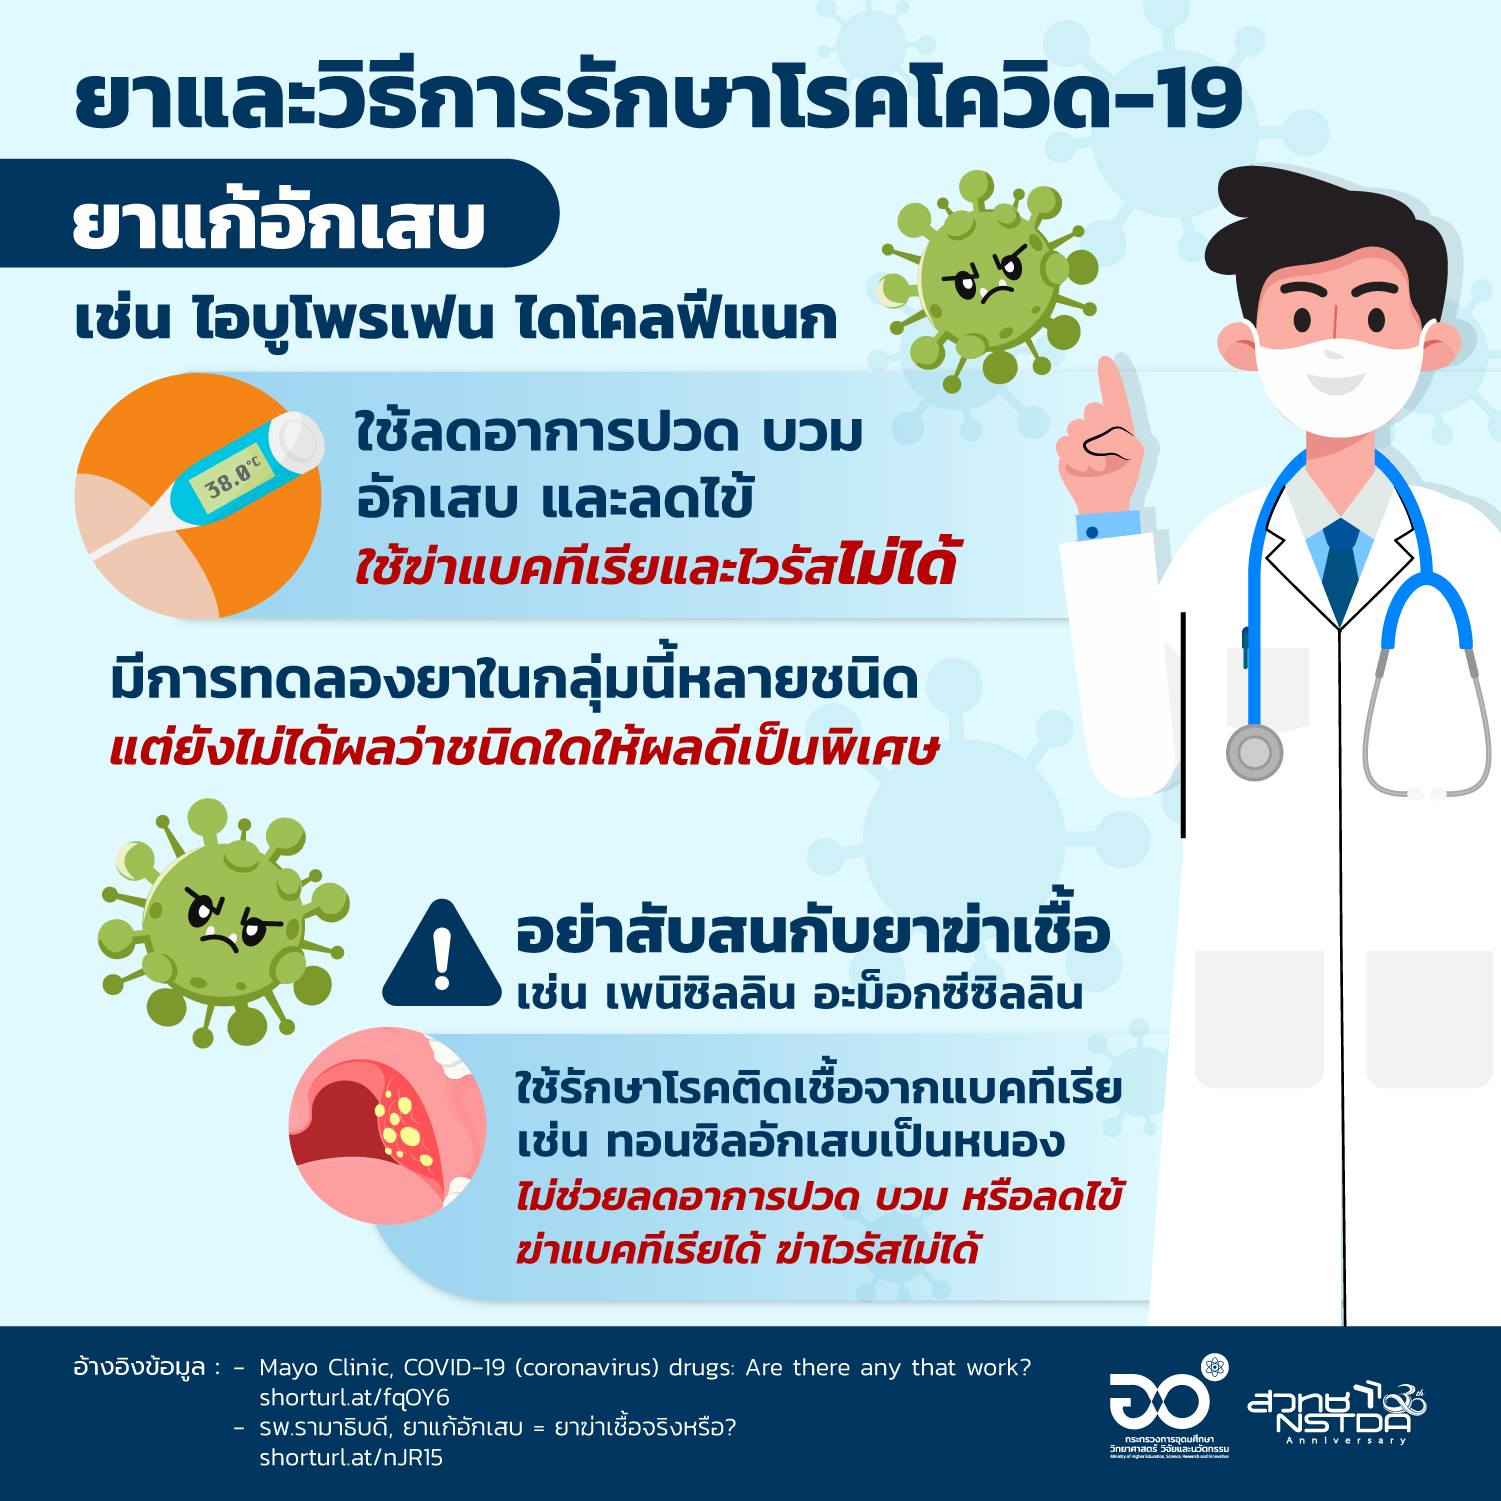 ยาและวิธีการรักษาโรคโควิด-19
ยาแก้อักเสบ
เช่น ไอบูโพรเฟน ไดโคลฟีแนก
38.0°C
ใช้ลดอาการปวด บวม
อักเสบ และลดไข้
ใช้ฆ่าแบคทีเรียและไวรัสไม่ได้
มีการทดลองยาในกลุ่มนี้หลายชนิด
แต่ยังไม่ได้ผลว่าชนิดใดให้ผลดีเป็นพิเศษ
อย่าสับสนกับยาฆ่าเชื้อ
เช่น เพนิซิลลิน อะม็อกซีซิลลิน
ใช้รักษาโรคติดเชื้อจากแบคทีเรีย
เช่น ทอนซิลอักเสบเป็นหนอง
ไม่ช่วยลดอาการปวด บวม หรือลดไข้
ฆ่าแบคทีเรียได้ ฆ่าไวรัสไม่ได้
อ้างอิงข้อมูล : - Mayo Clinic, COVID-19 (coronavirus) drugs: Are there any that work?
shorturl.at/fqOY6
- รพ.รามาธิบดี, ยาแก้อักเสบ = ยาฆ่าเชื้อจริงหรือ?
shorturl.at/nJR15
อว
กระทรวงการอุดมศึกษา
วิทยาศาสตร์ วิจัยและนวัตกรรม
Ministry of Higher Education, Science, Research and Innovation
สวทช
NSTDA
30th
Anniversary